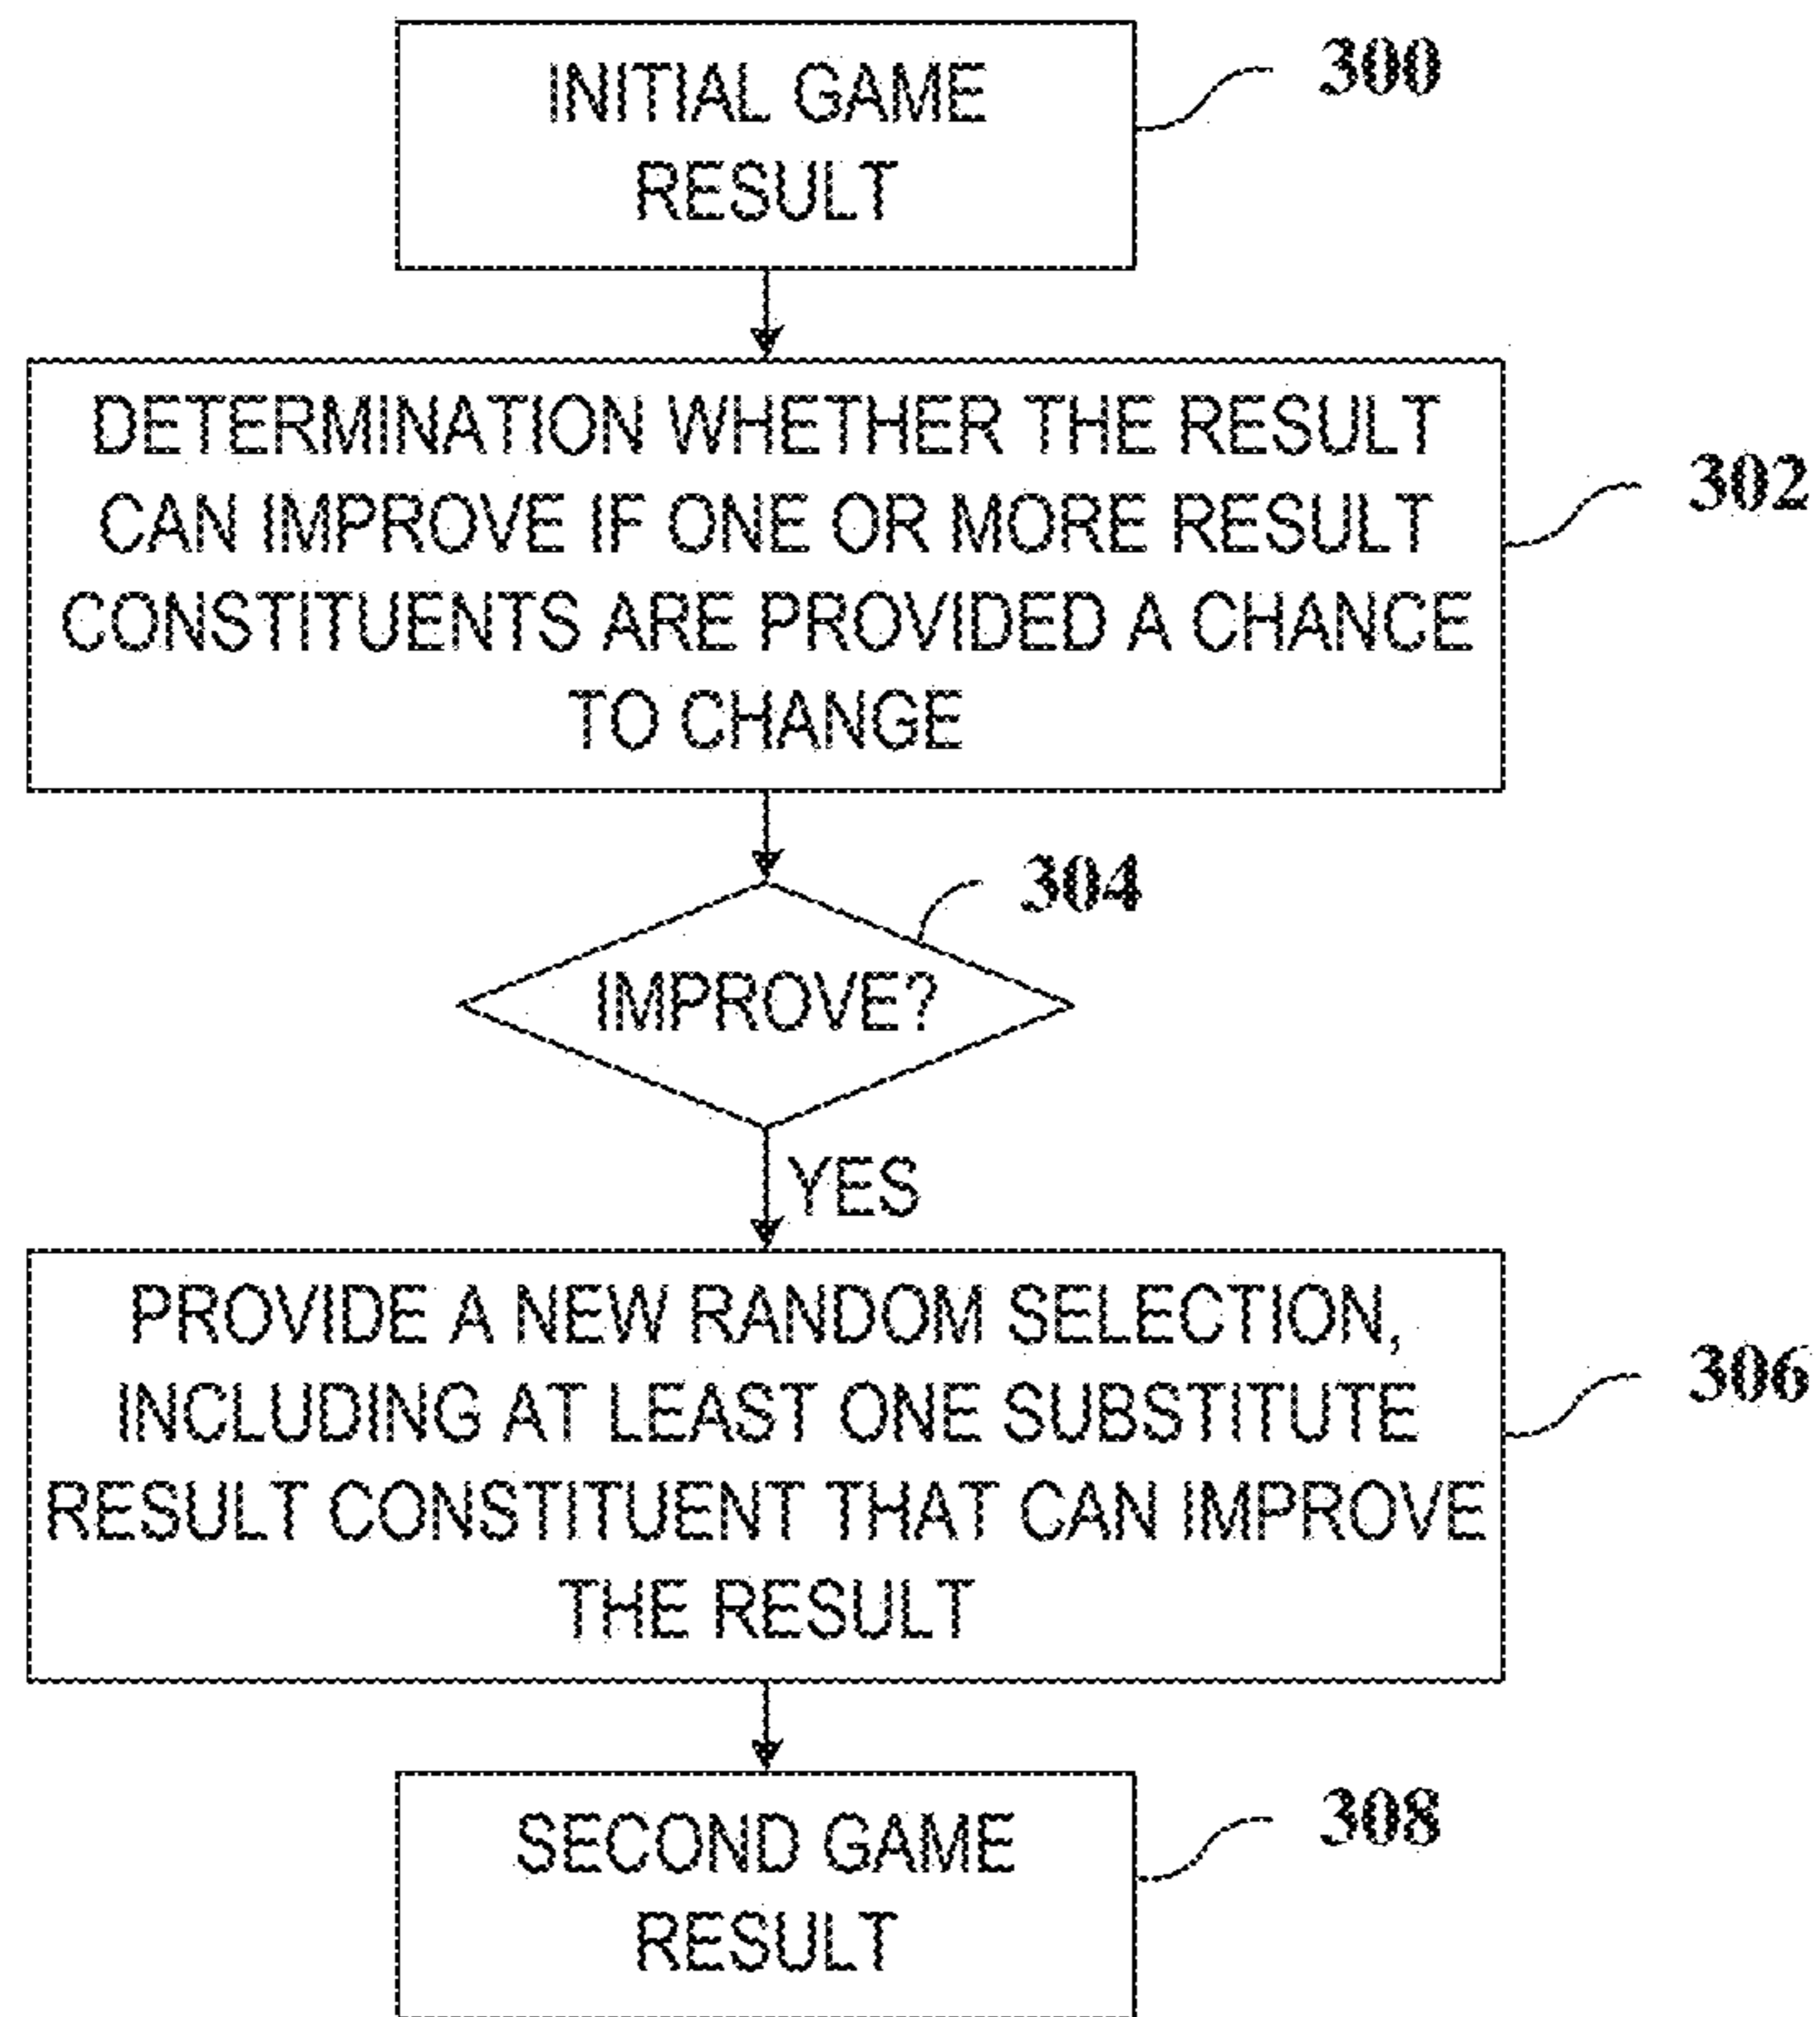 INITIAL GAME
RESULT
300
DETERMINATION WHETHER THE RESULT
CAN IMPROVE IF ONE OR MORE RESULT
CONSTITUENTS ARE PROVIDED A CHANCE
TO CHANGE
302
304
IMPROVE?
YES
PROVIDE A NEW RANDOM SELECTION,
INCLUDING AT LEAST ONE SUBSTITUTE
RESULT CONSTITUENT THAT CAN IMPROVE
THE RESULT
306
SECOND GAME
RESULT
308